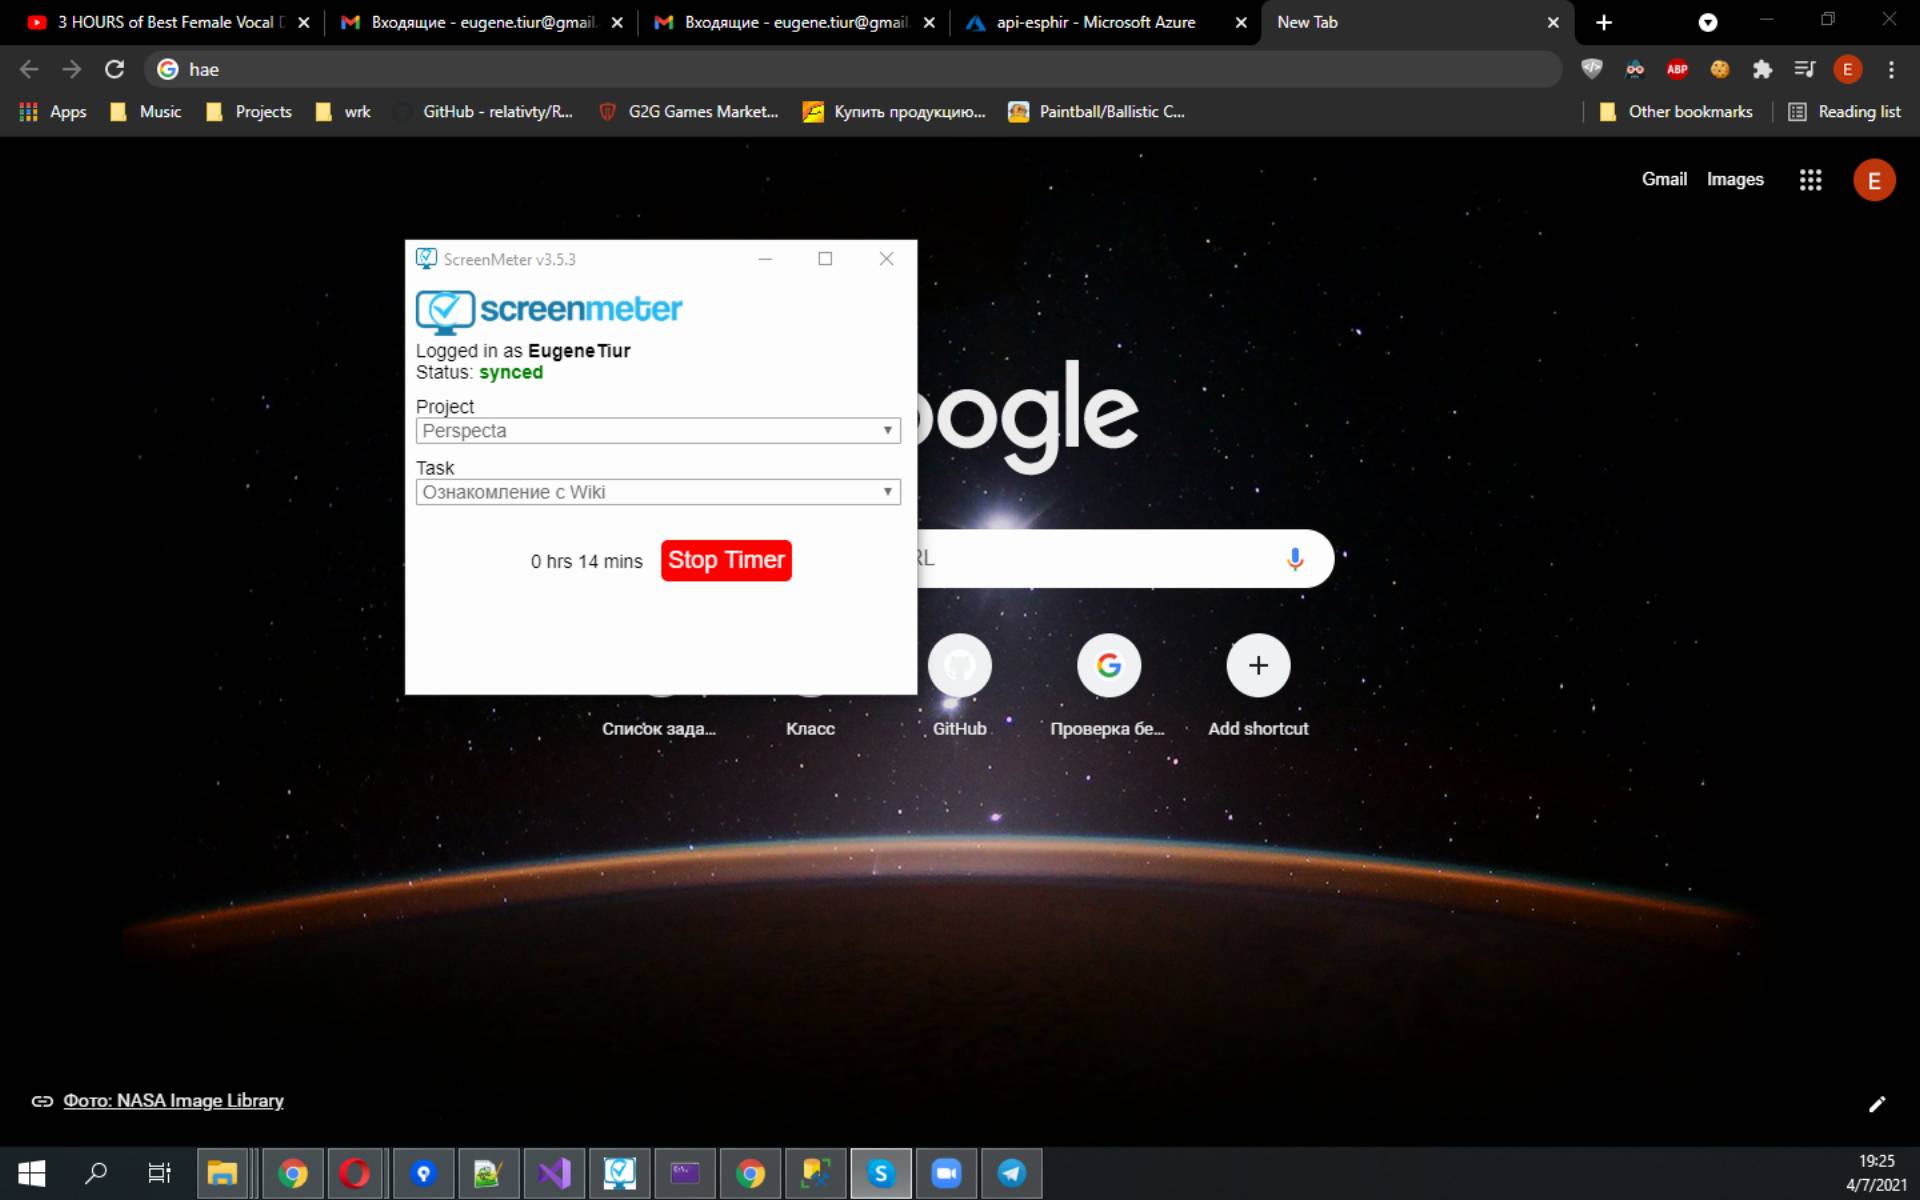 3 HOURS of Best Female Vocal D
Входящие - eugene.tiur@gmail.
Входящие - eugene.tiur@gmail.
api-esphir - Microsoft Azure
New Tab
hae
ABP
E
Apps
Music
Projects
wrk
GitHub - relativty/R...
G2G Games Market...
Купить продукцию...
Paintball/Ballistic C...
Other bookmarks
Reading list
Gmail
Images
E
ScreenMeter v3.5.3
screenmeter
Logged in as EugeneTiur
Status: synced
Project
Perspecta
Task
Ознакомление с Wiki
0 hrs 14 mins
Stop Timer
oogle
RL
Список зада...
Класс
GitHub
Проверка бе...
Add shortcut
Фото: NASA Image Library
19:25
4/7/2021